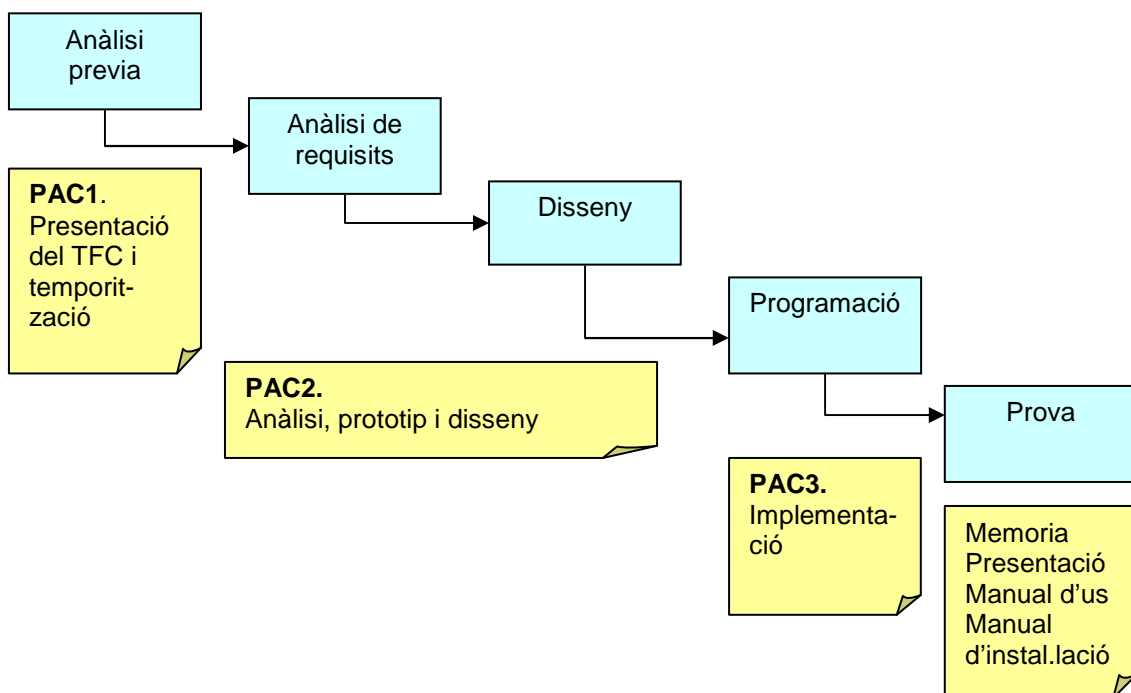 Anàlisi
previa
Anàlisi de
requisits
PAC1.
Presentació
del TFC i
temporit-
zació
Disseny
Programació
PAC2.
Anàlisi, prototip i disseny
Prova
PAC3.
Implementa-
ció
Memoria
Presentació
Manual d’us
Manual
d’instal.lació